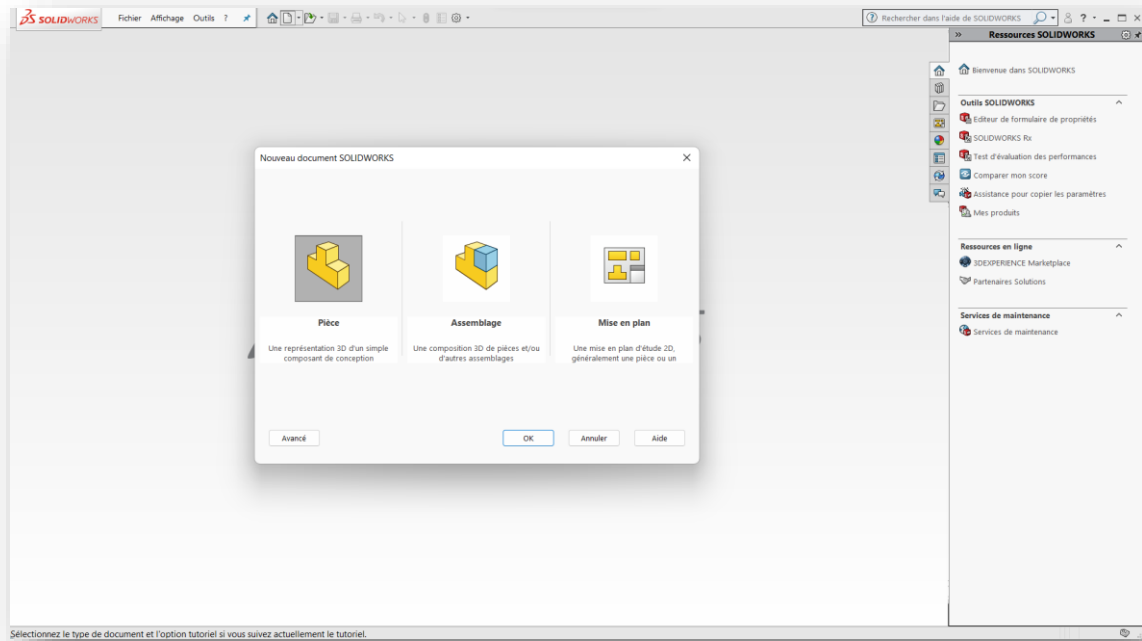 SOLIDWORKS
Fichier Affichage Outils ?
Rechercher dans l'aide de SOLIDWORKS
?
Ressources SOLIDWORKS
Bienvenue dans SOLIDWORKS
Outils SOLIDWORKS
Editeur de formulaire de propriétés
SOLIDWORKS Rx
Test d'évaluation des performances
Comparer mon score
Assistance pour copier les paramètres
Mes produits
Ressources en ligne
3DEXPERIENCE Marketplace
Partenaires Solutions
Services de maintenance
Services de maintenance
Nouveau document SOLIDWORKS
Pièce
Une représentation 3D d'un simple
composant de conception
Assemblage
Une composition 3D de pièces et/ou
d'autres assemblages
Mise en plan
Une mise en plan d'étude 2D,
généralement une pièce ou un
Avancé
OK
Annuler
Aide
Sélectionnez le type de document et l'option tutoriel si vous suivez actuellement le tutoriel.